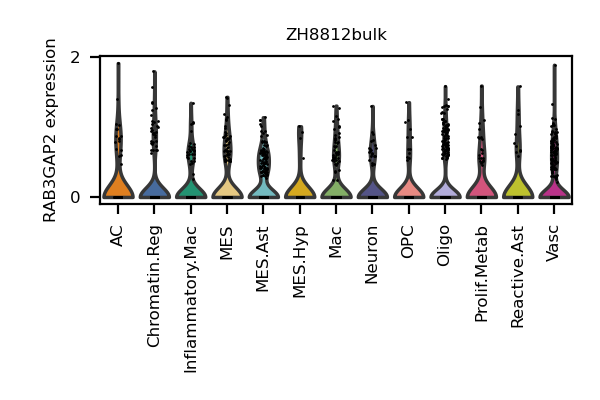 ZH8812bulk
RAB3GAP2 expression
2
0
AC
Chromatin.Reg
Inflammatory.Mac
MES
MES.Ast
MES.Hyp
Mac
Neuron
OPC
Oligo
Prolif.Metab
Reactive.Ast
Vasc